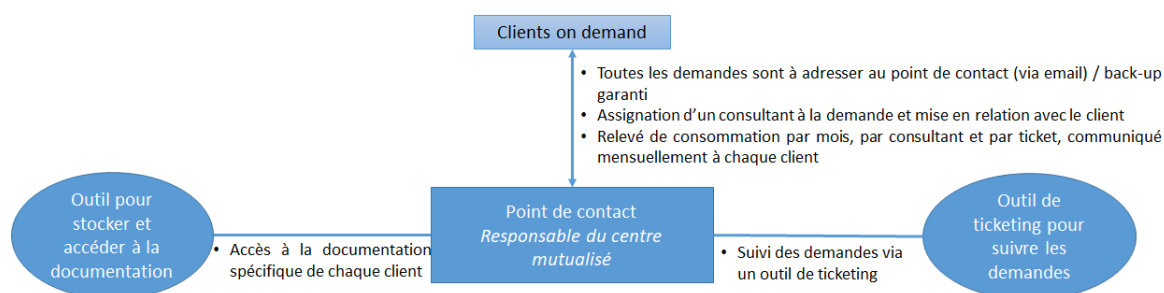 Clients on demand
• Toutes les demandes sont à adresser au point de contact (via email) / back-up
garanti
• Assignation d’un consultant à la demande et mise en relation avec le client
• Relevé de consommation par mois, par consultant et par ticket, communiqué
mensuellement à chaque client
Outil pour
stocker et
accéder à la
documentation
• Accès à la documentation
spécifique de chaque client
Point de contact
Responsable du centre
mutualisé
• Suivi des demandes via
un outil de ticketing
Outil de
ticketing pour
suivre les
demandes